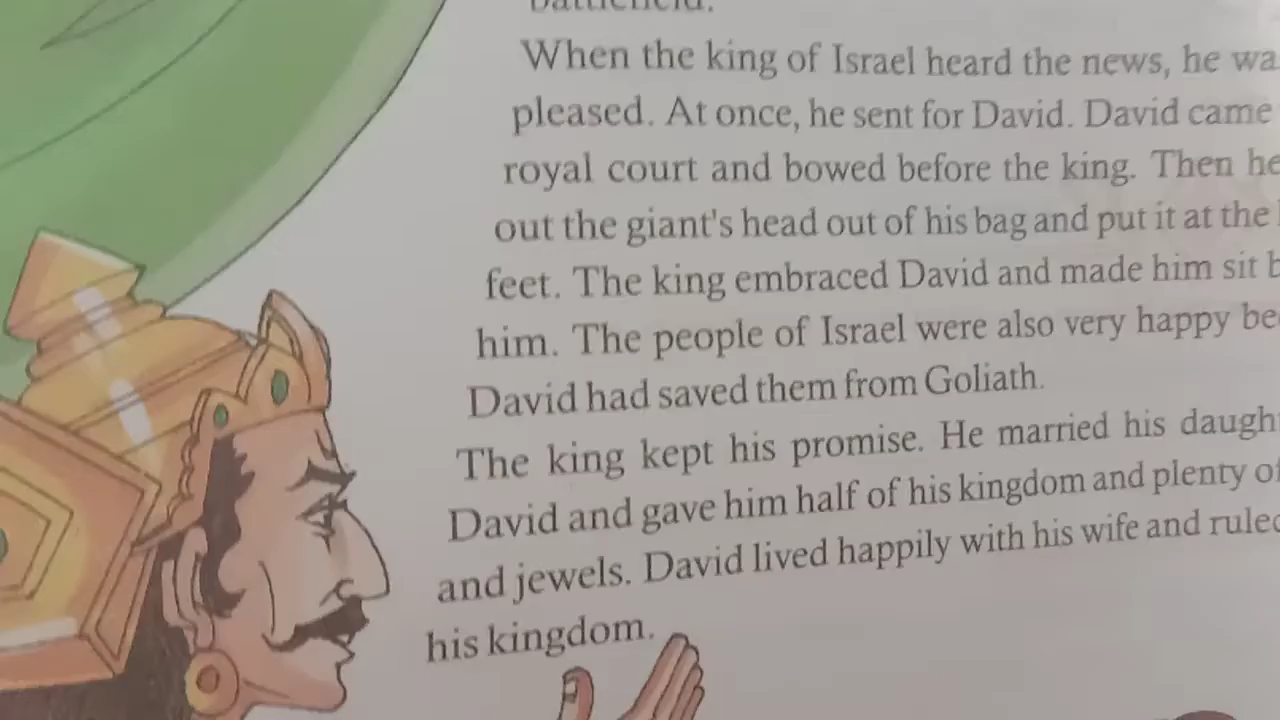 battlefield.
When the king of Israel heard the news, he
pleased. At once, he sent for David. David came
royal court and bowed before the king. Then he
out the giant's head out of his bag and put it at the
feet. The king embraced David and made him sit
him. The people of Israel were also very happy
David had saved them from Goliath.
The king kept his promise. He married his
David and gave him half of his kingdom and plenty of
and jewels. David lived happily with his wife and ruled
his kingdom.